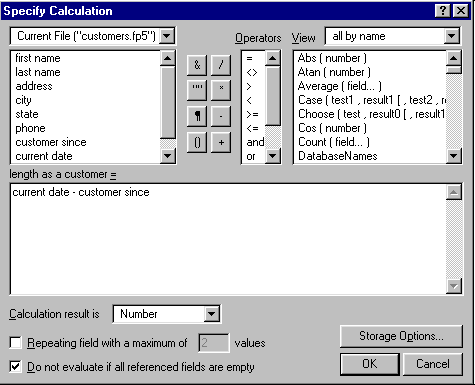 Specify Calculation
Current File ("customers.fp5") Operators View all by name
first name
last name
address
city
state
phone
customer since
current date
& /
"" *
¶ -
() +
=
<>
>
<
>=
<=
and
or
Abs ( number )
Atan ( number )
Average ( field... )
Case ( test1 , result1 [ , test2 , re
Choose ( test , result0 [ , result1
Cos ( number )
Count ( field... )
DatabaseNames
length as a customer =
current date - customer since
Calculation result is Number
Repeating field with a maximum of 2 values
Storage Options...
Do not evaluate if all referenced fields are empty
OK Cancel